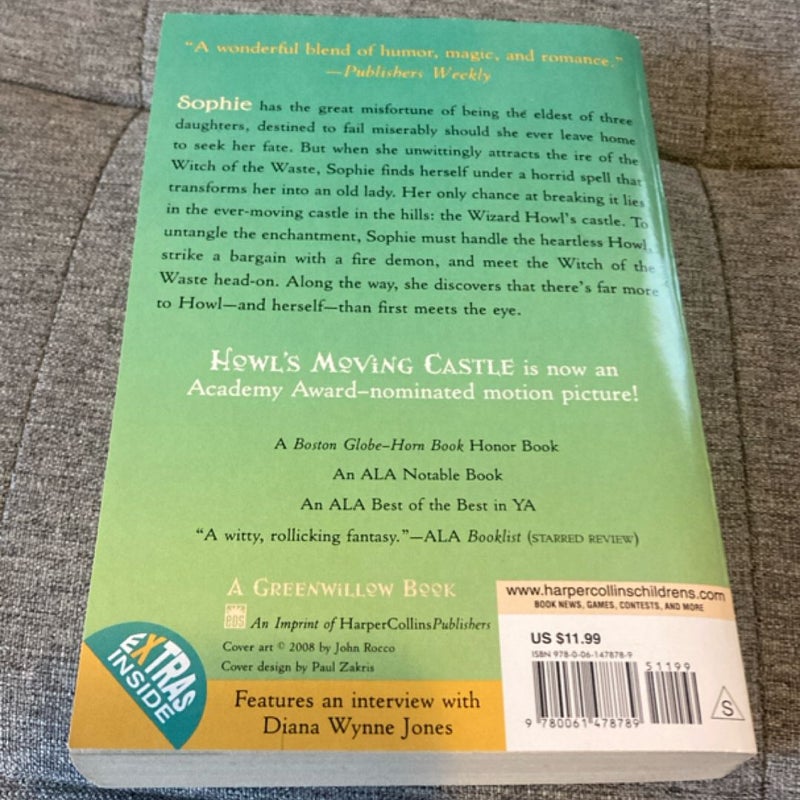 "A wonderful blend of humor, magic, and romance."
—Publishers Weekly
Sophie has the great misfortune of being the eldest of three
daughters, destined to fail miserably should she ever leave home
to seek her fate. But when she unwittingly attracts the ire of the
Witch of the Waste, Sophie finds herself under a horrid spell that
transforms her into an old lady. Her only chance at breaking it lies
in the ever-moving castle in the hills: the Wizard Howl's castle. To
untangle the enchantment, Sophie must handle the heartless Howl,
strike a bargain with a fire demon, and meet the Witch of the
Waste head-on. Along the way, she discovers that there's far more
to Howl—and herself—than first meets the eye.
HOWL'S MOVING CASTLE is now an
Academy Award–nominated motion picture!
A Boston Globe–Horn Book Honor Book
An ALA Notable Book
An ALA Best of the Best in YA
"A witty, rollicking fantasy."—ALA Booklist (STARRED REVIEW)
A GREENWILLOW BOOK
eos An Imprint of HarperCollinsPublishers
Cover art © 2008 by John Rocco
Cover design by Paul Zakris
EXTRAS
INSIDE
Features an interview with
Diana Wynne Jones
www.harpercollinschildrens.com
BOOK NEWS, GAMES, CONTESTS, AND MORE
US $11.99
ISBN 978-0-06-147878-9
51199
9 780061 478789
S